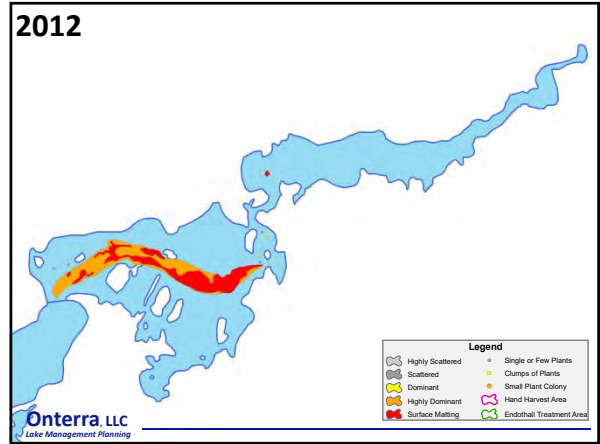 2012
Legend
Highly Scattered
Scattered
Dominant
Highly Dominant
Surface Matting
Single or Few Plants
Clumps of Plants
Small Plant Colony
Hand Harvest Area
Endothall Treatment Area
Onterra, LLC
Lake Management Planning